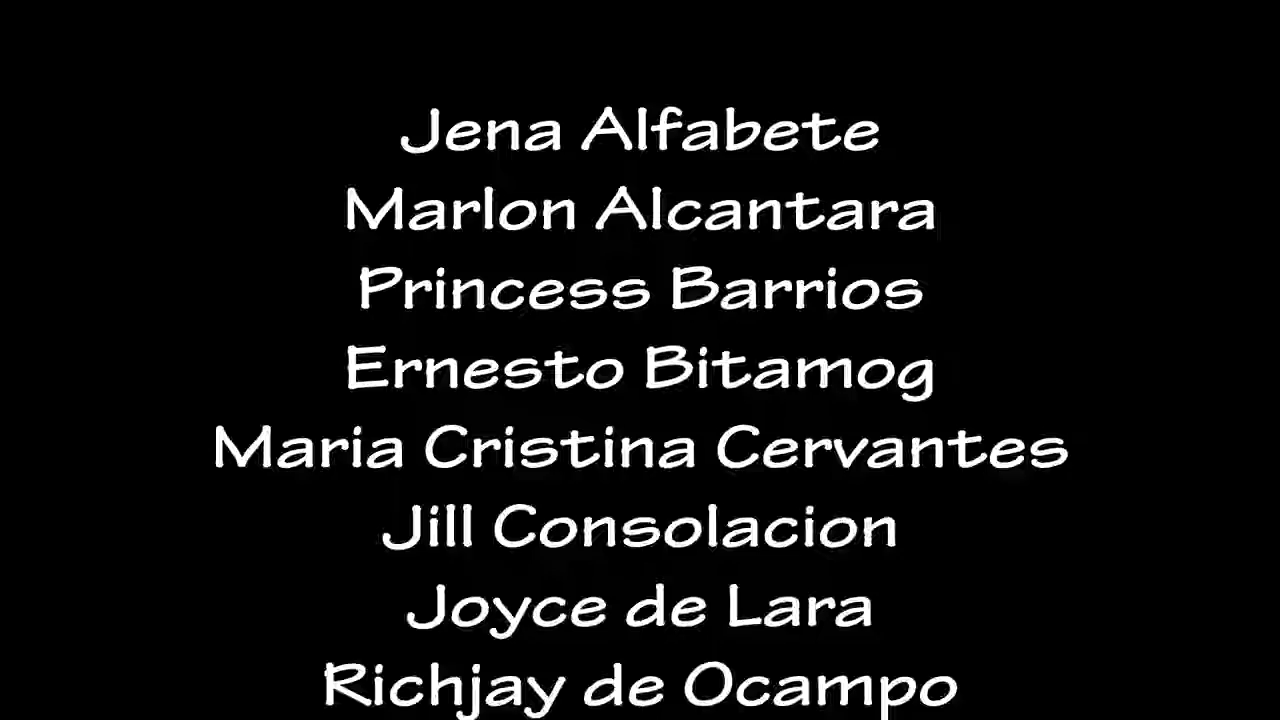 Jena Alfabete
Marlon Alcantara
Princess Barrios
Ernesto Bitamog
Maria Cristina Cervantes
Jill Consolacion
Joyce de Lara
Richjay de Ocampo